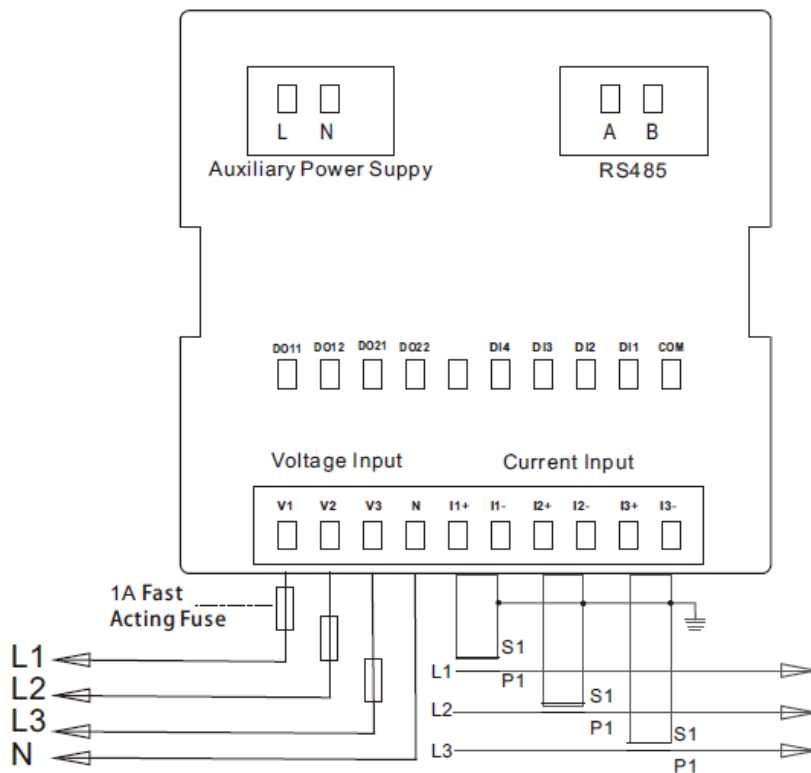 L N
Auxiliary Power Suppy
A B
RS485
DO11 DO12 DO21 DO22 DI4 DI3 DI2 DI1 COM
Voltage Input Current Input
V1 V2 V3 N I1+ I1- I2+ I2- I3+ I3-
1A Fast
Acting Fuse
L1
L2
L3
N
S1
L1
P1
S1
L2
P1
S1
L3
P1